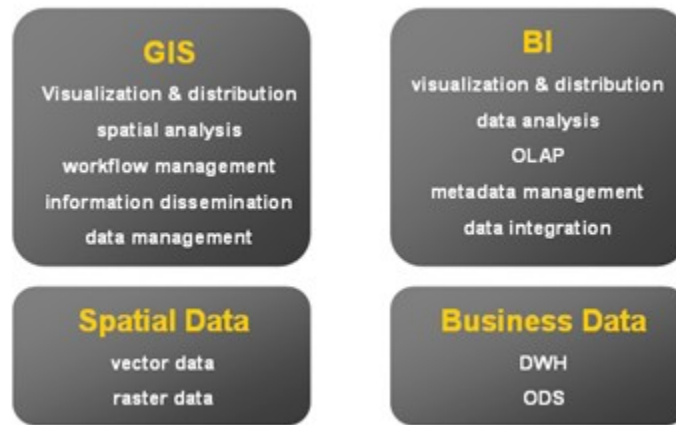 GIS
Visualization & distribution
spatial analysis
workflow management
information dissemination
data management
BI
visualization & distribution
data analysis
OLAP
metadata management
data integration
Spatial Data
vector data
raster data
Business Data
DWH
ODS